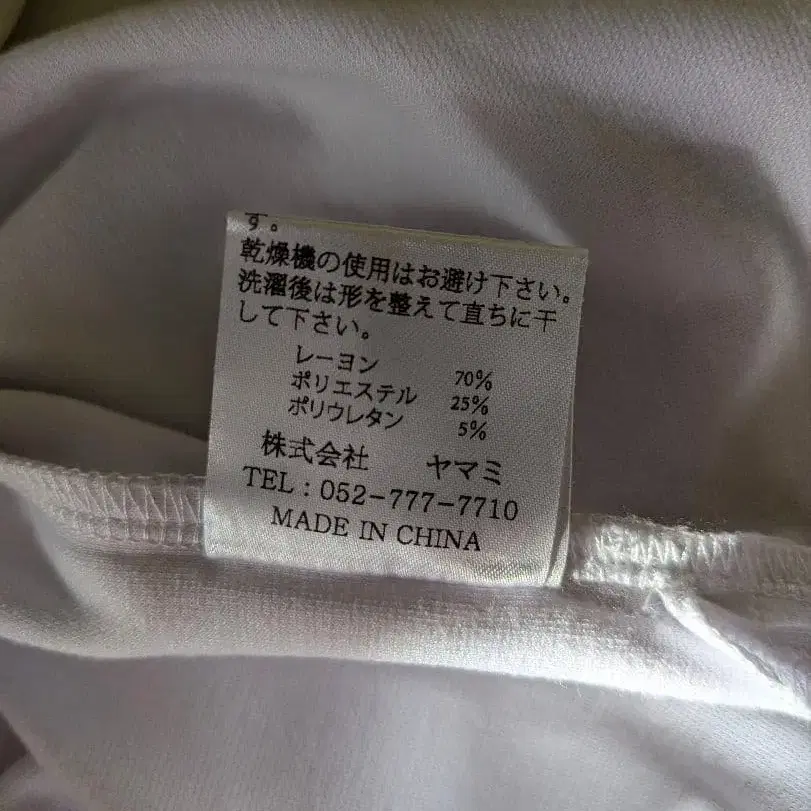 す。
乾燥機の使用はお避け下さい。
洗濯後は形を整えて直ちに干
して下さい。
レーヨン 70%
ポリエステル 25%
ポリウレタン 5%
株式会社 ヤマミ
TEL : 052-777-7710
MADE IN CHINA